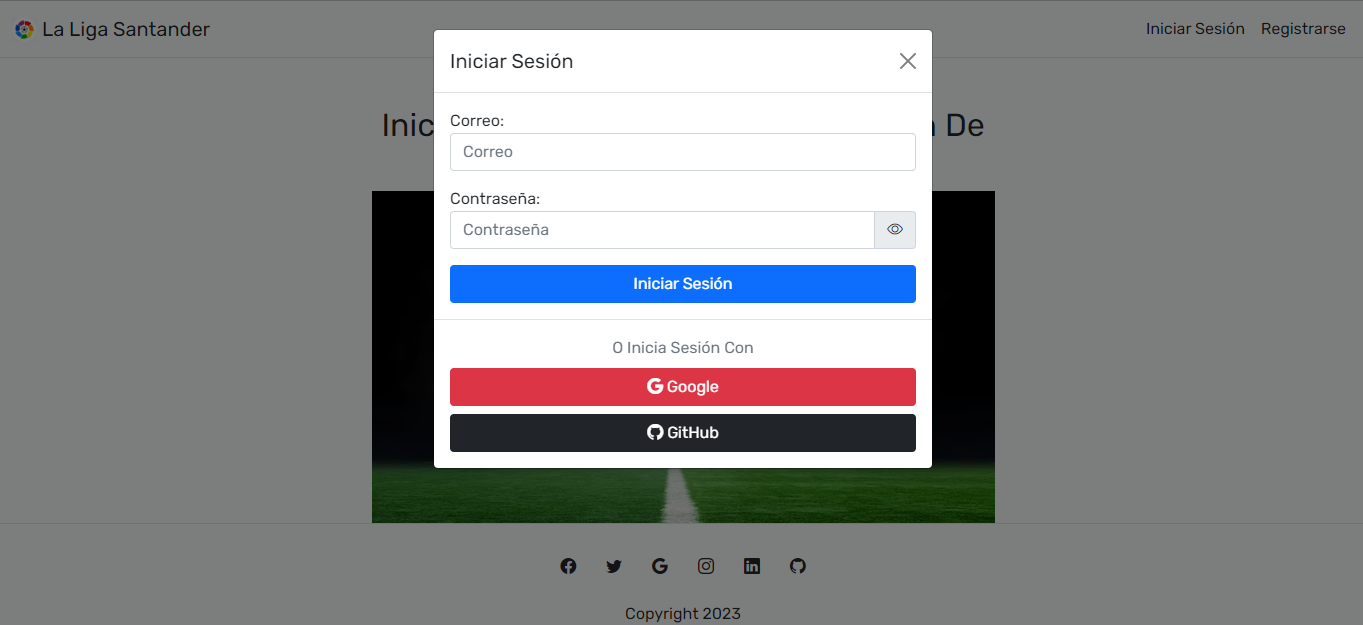 La Liga Santander
Iniciar Sesión Registrarse
Iniciar Sesión
De
Correo:
Correo
Contraseña:
Contraseña
Iniciar Sesión
O Inicia Sesión Con
Google
GitHub
Copyright 2023